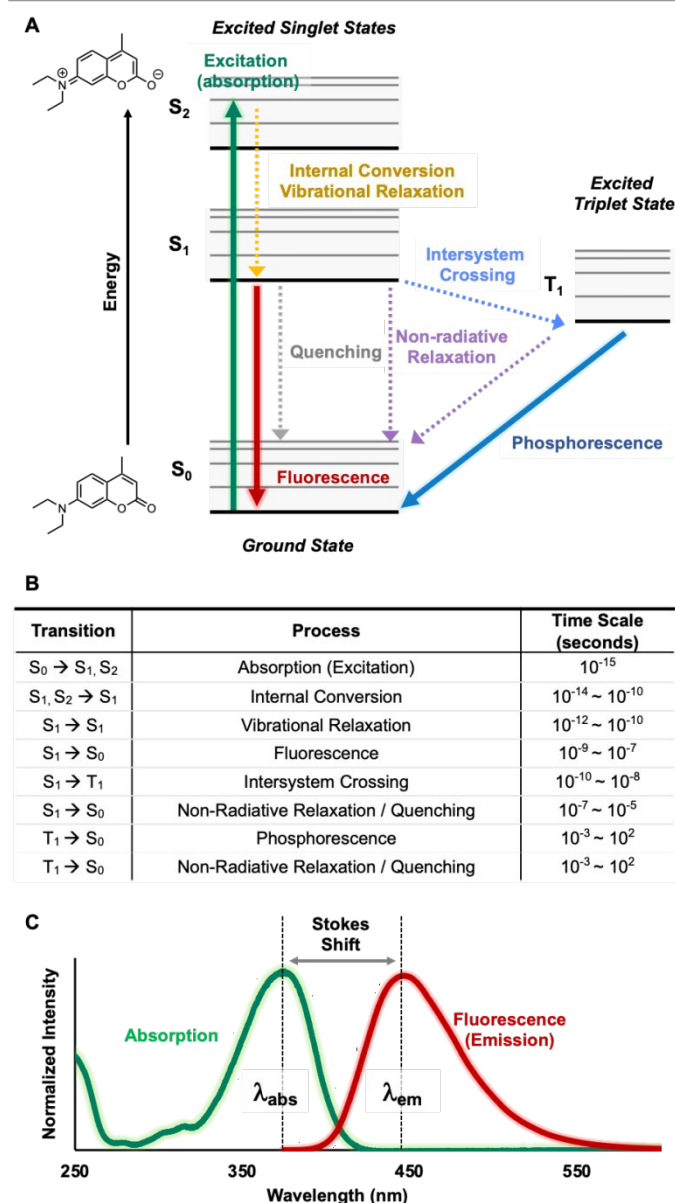 A
Excited Singlet States
Excitation
(absorption)
N
⊕
O
O
⊖
S2
Internal Conversion
Vibrational Relaxation
Excited
Triplet State
S1
Intersystem
Crossing
T1
Energy
Quenching
Non-radiative
Relaxation
Phosphorescence
S0
Fluorescence
N
O
O
Ground State
B
Transition Process Time Scale
(seconds)
S0 → S1, S2 Absorption (Excitation) 10-15
S1, S2 → S1 Internal Conversion 10-14 ~ 10-10
S1 → S1 Vibrational Relaxation 10-12 ~ 10-10
S1 → S0 Fluorescence 10-9 ~ 10-7
S1 → T1 Intersystem Crossing 10-10 ~ 10-8
S1 → S0 Non-Radiative Relaxation / Quenching 10-7 ~ 10-5
T1 → S0 Phosphorescence 10-3 ~ 102
T1 → S0 Non-Radiative Relaxation / Quenching 10-3 ~ 102
C
Stokes
Shift
Normalized Intensity
Absorption
Fluorescence
(Emission)
λabs
λem
250 350 450 550
Wavelength (nm)